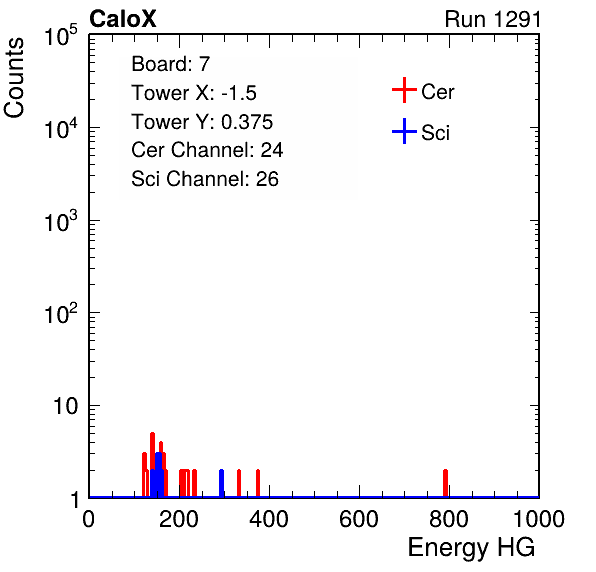 CaloX Run 1291
Counts
Board: 7
Tower X: -1.5
Tower Y: 0.375
Cer Channel: 24
Sci Channel: 26
Cer
Sci
10^5
10^4
10^3
10^2
10
1
0 200 400 600 800 1000
Energy HG